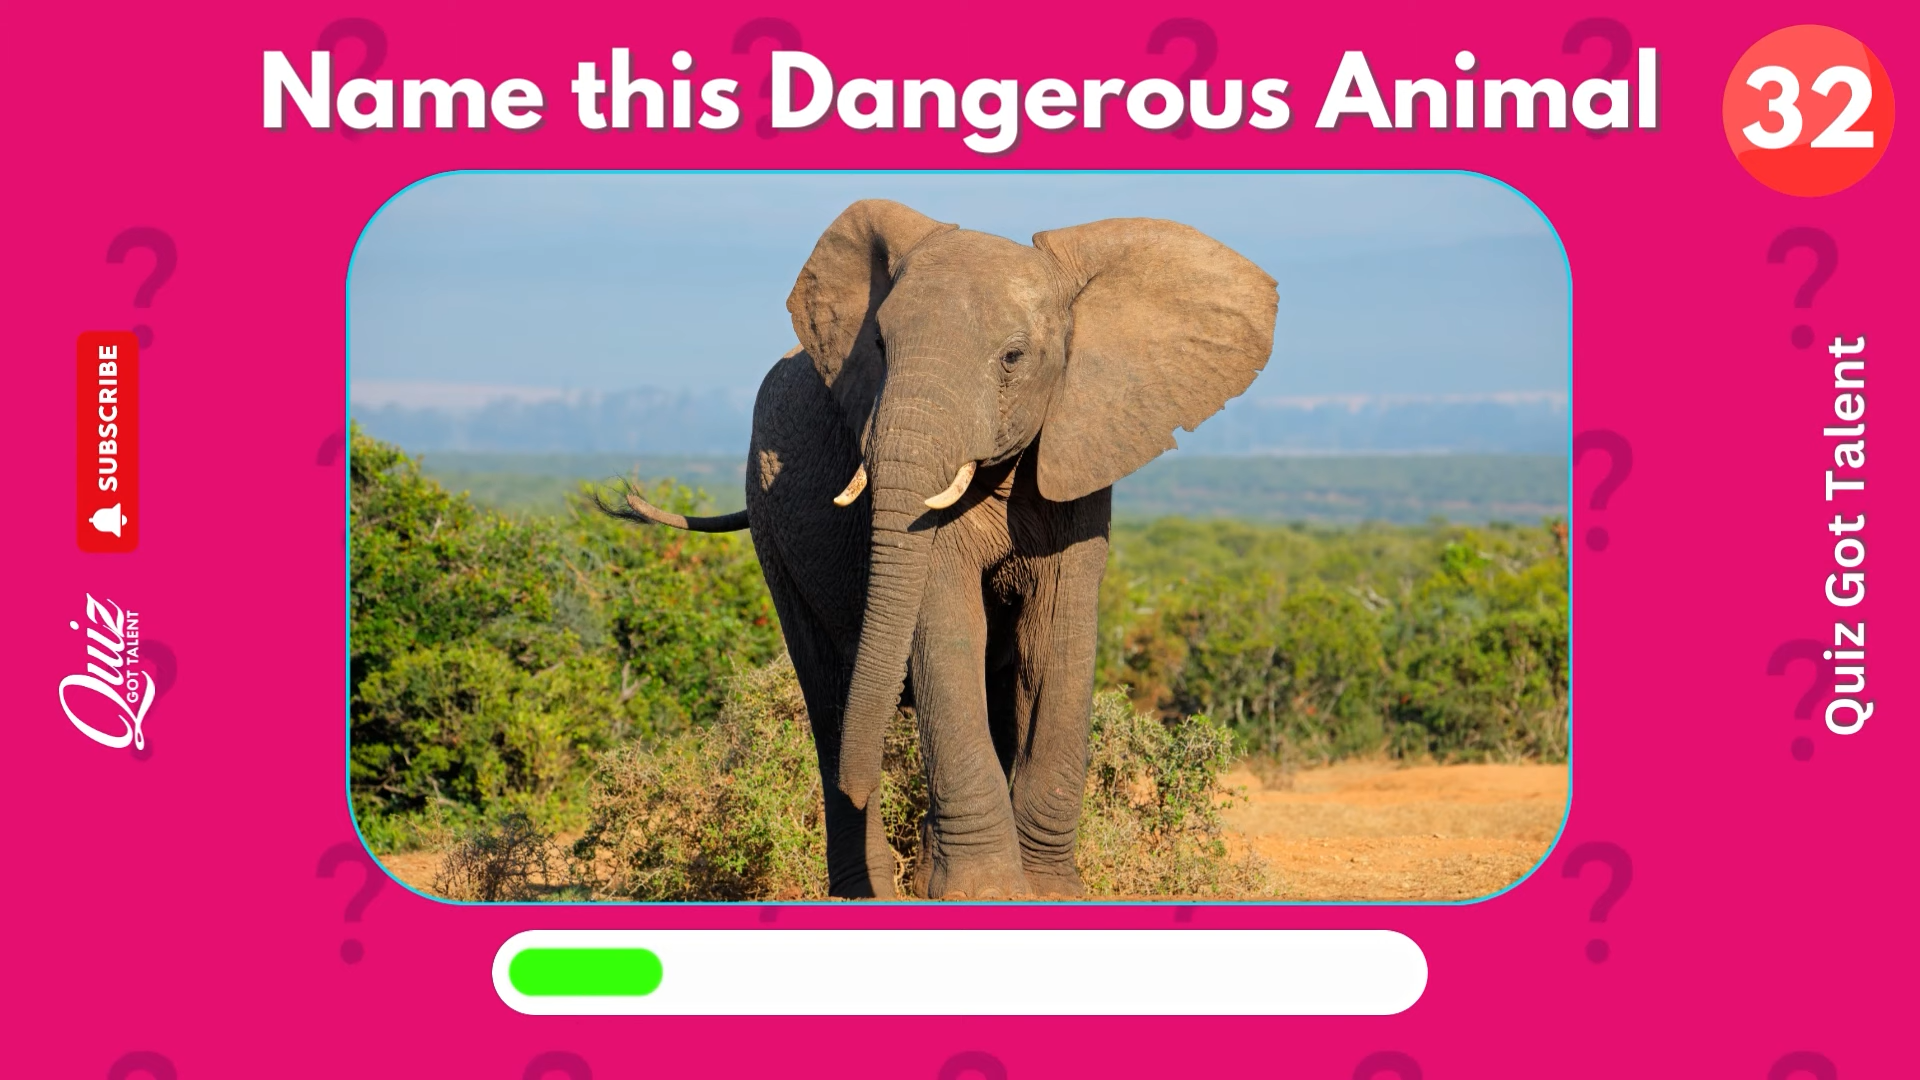 Name this Dangerous Animal
32
SUBSCRIBE
Quiz
GOT TALENT
Quiz Got Talent